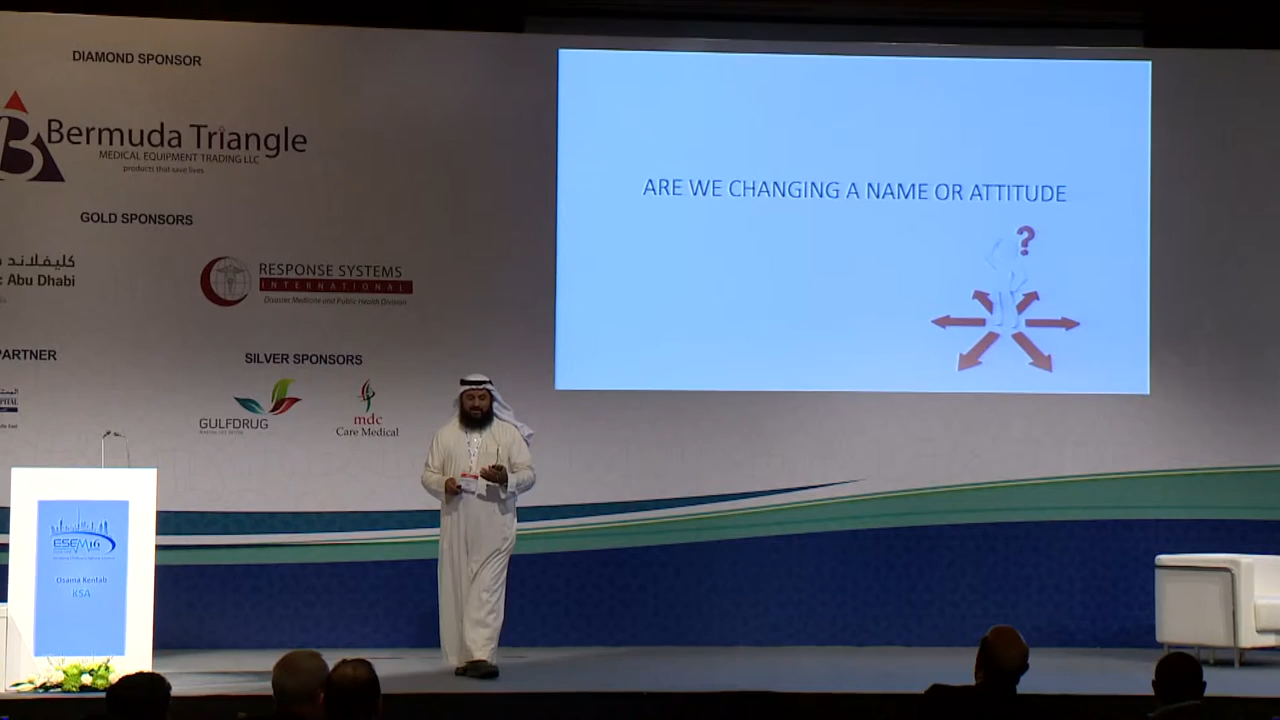 DIAMOND SPONSOR
B
Bermuda Triangle
MEDICAL EQUIPMENT TRADING LLC
products that save lives
GOLD SPONSORS
كليفلاند
Abu Dhabi
RESPONSE SYSTEMS
INTERNATIONAL
Disaster Medicine and Public Health Division
PARTNER
SILVER SPONSORS
GULFDRUG
mdc
Care Medical
ARE WE CHANGING A NAME OR ATTITUDE
?
ESEM16
Osama Kentab
KSA